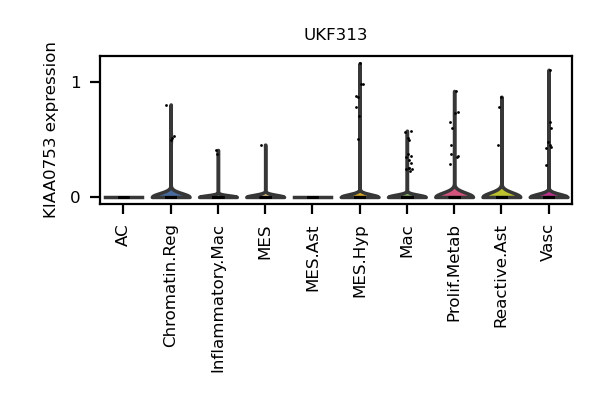 UKF313
KIAA0753 expression
1
0
AC
Chromatin.Reg
Inflammatory.Mac
MES
MES.Ast
MES.Hyp
Mac
Prolif.Metab
Reactive.Ast
Vasc